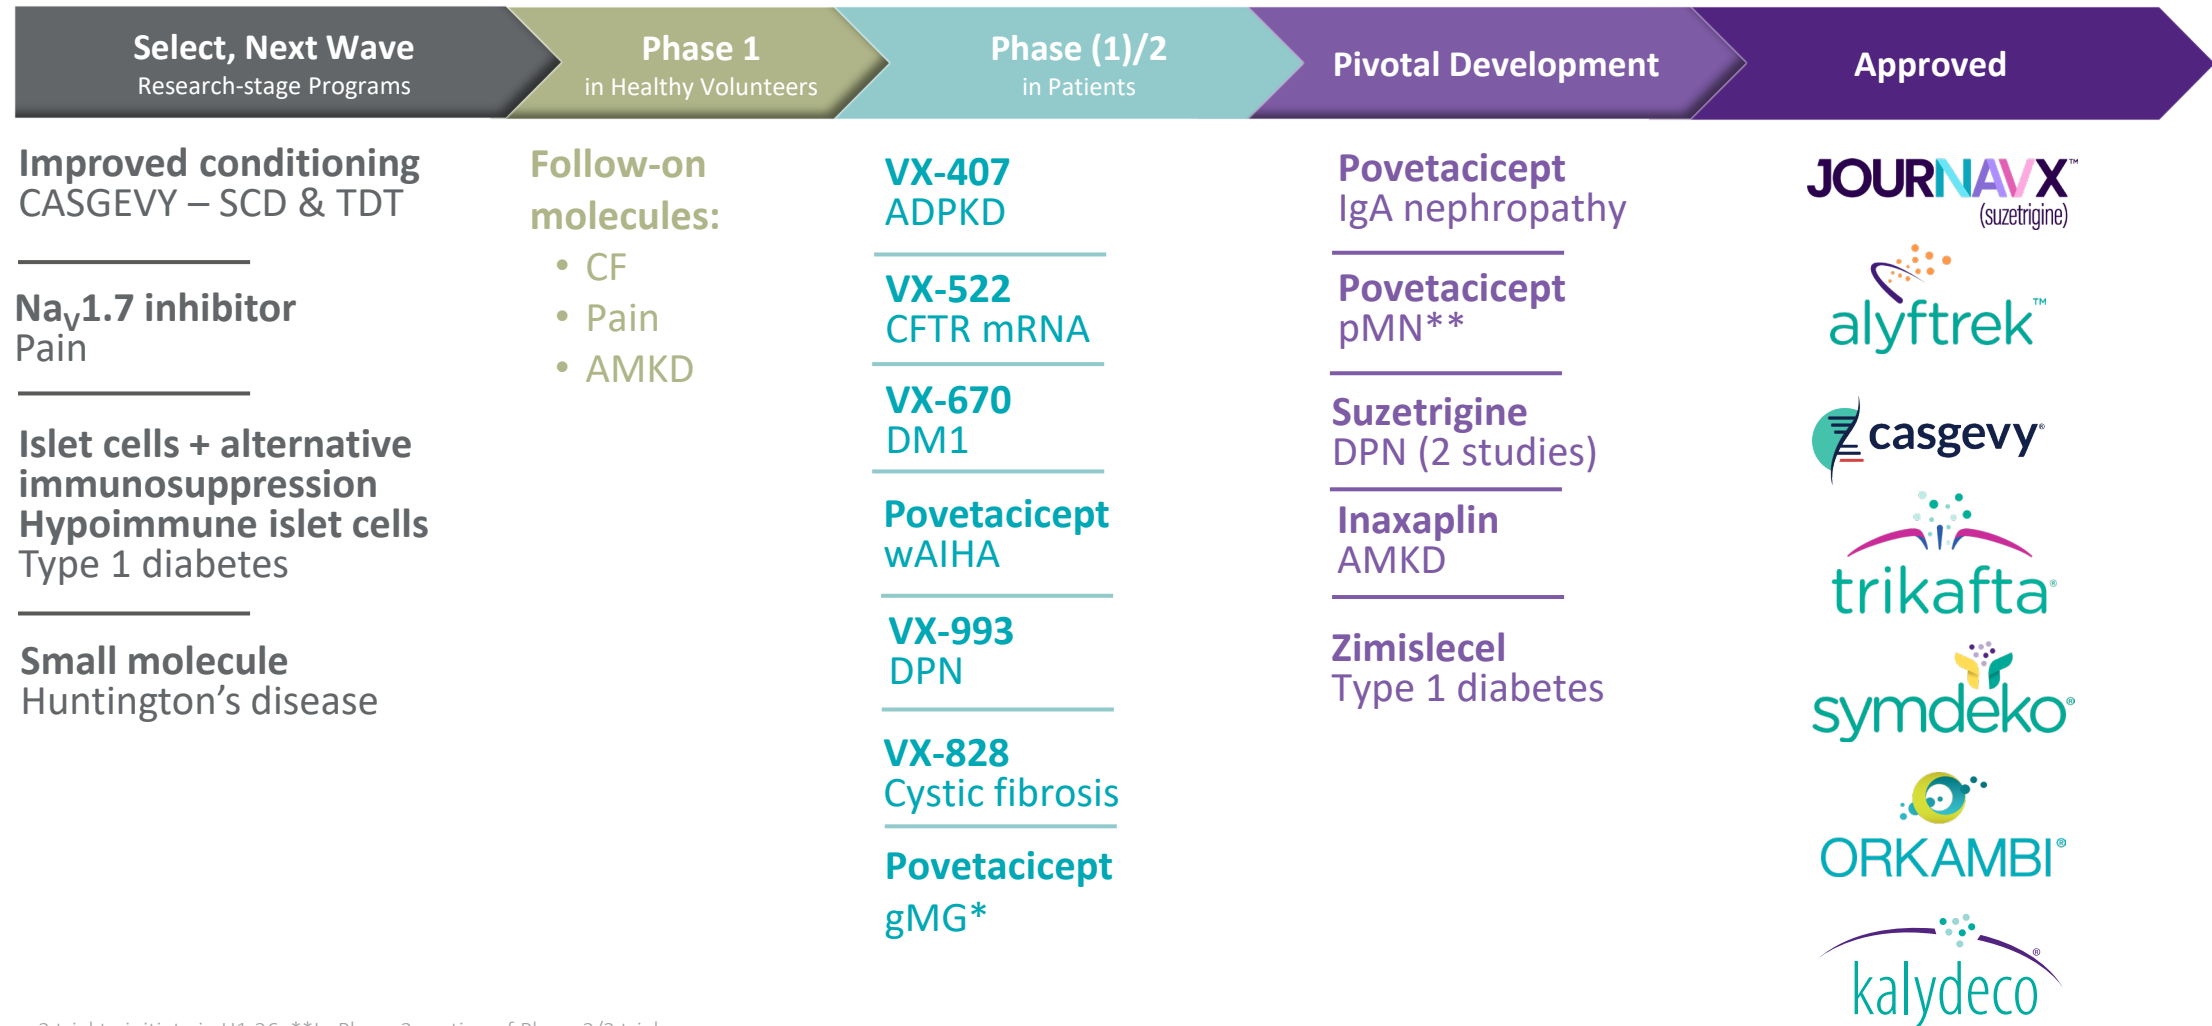 Select, Next Wave
Research-stage Programs
Phase 1
in Healthy Volunteers
Phase (1)/2
in Patients
Pivotal Development
Approved
Improved conditioning
CASGEVY – SCD & TDT
NaV1.7 inhibitor
Pain
Islet cells + alternative
immunosuppression
Hypoimmune islet cells
Type 1 diabetes
Small molecule
Huntington’s disease
Follow-on
molecules:
• CF
• Pain
• AMKD
VX-407
ADPKD
VX-522
CFTR mRNA
VX-670
DM1
Povetacicept
wAIHA
VX-993
DPN
VX-828
Cystic fibrosis
Povetacicept
gMG*
Povetacicept
IgA nephropathy
Povetacicept
pMN**
Suzetrigine
DPN (2 studies)
Inaxaplin
AMKD
Zimislecel
Type 1 diabetes
JOURNAVX™
(suzetrigine)
alyftrek™
casgevy®
trikafta®
symdeko®
ORKAMBI®
kalydeco®